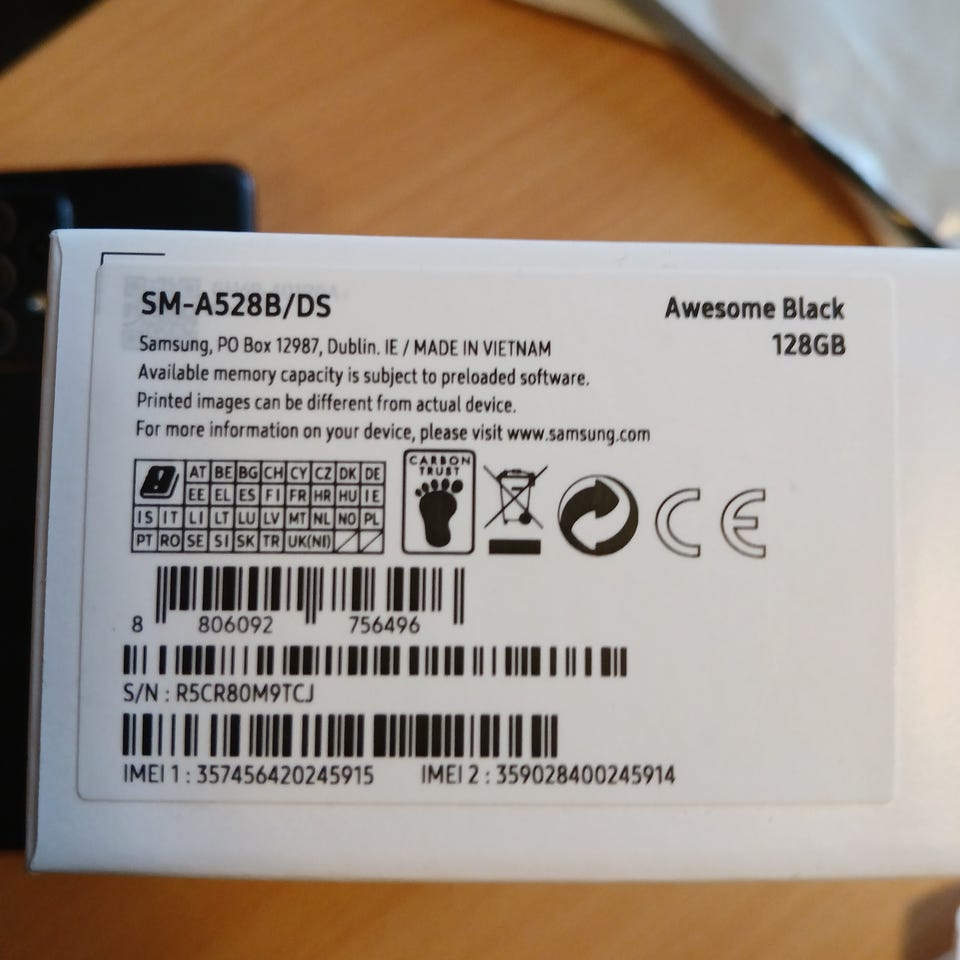 SM-A528B/DS
Awesome Black
128GB
Samsung, PO Box 12987, Dublin. IE / MADE IN VIETNAM
Available memory capacity is subject to preloaded software.
Printed images can be different from actual device.
For more information on your device, please visit www.samsung.com
AT BE BG CH CY CZ DK DE
EE EL ES FI FR HR HU IE
IS IT LI LT LU LV MT NL NO PL
PT RO SE SI SK TR UK(NI)
CARBON
TRUST
CE
8 806092 756496
S/N : R5CR80M9TCJ
IMEI 1 : 357456420245915 IMEI 2 : 359028400245914